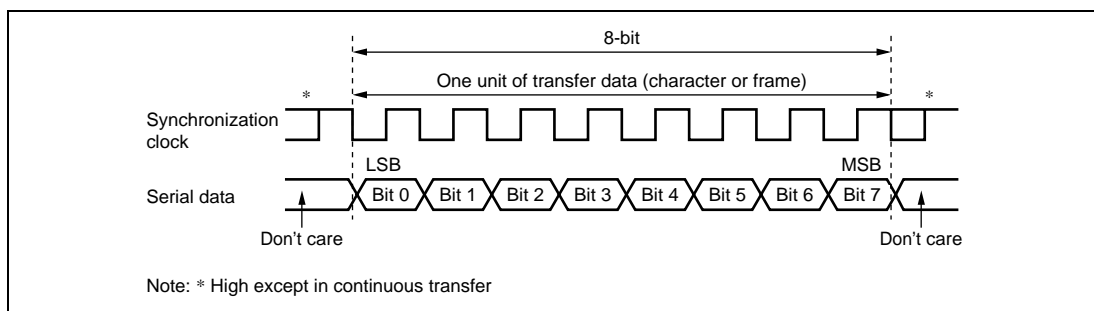 8-bit
One unit of transfer data (character or frame)
* *
Synchronization
clock
LSB MSB
Serial data
Bit 0 Bit 1 Bit 2 Bit 3 Bit 4 Bit 5 Bit 6 Bit 7
Don't care Don't care
Note: * High except in continuous transfer